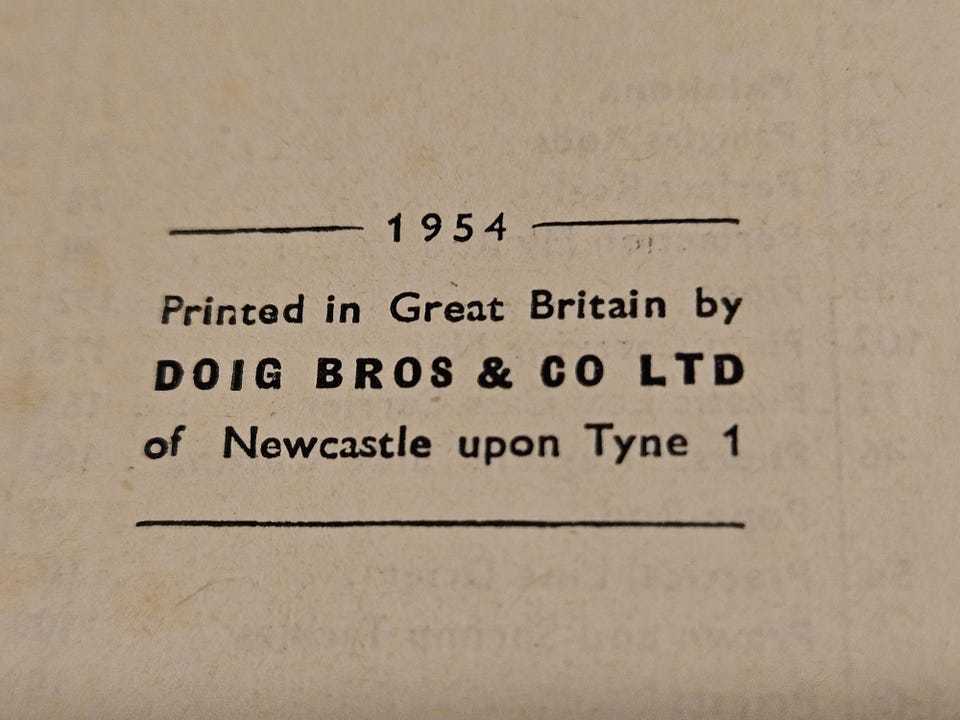 1954
Printed in Great Britain by
DOIG BROS & CO LTD
of Newcastle upon Tyne 1